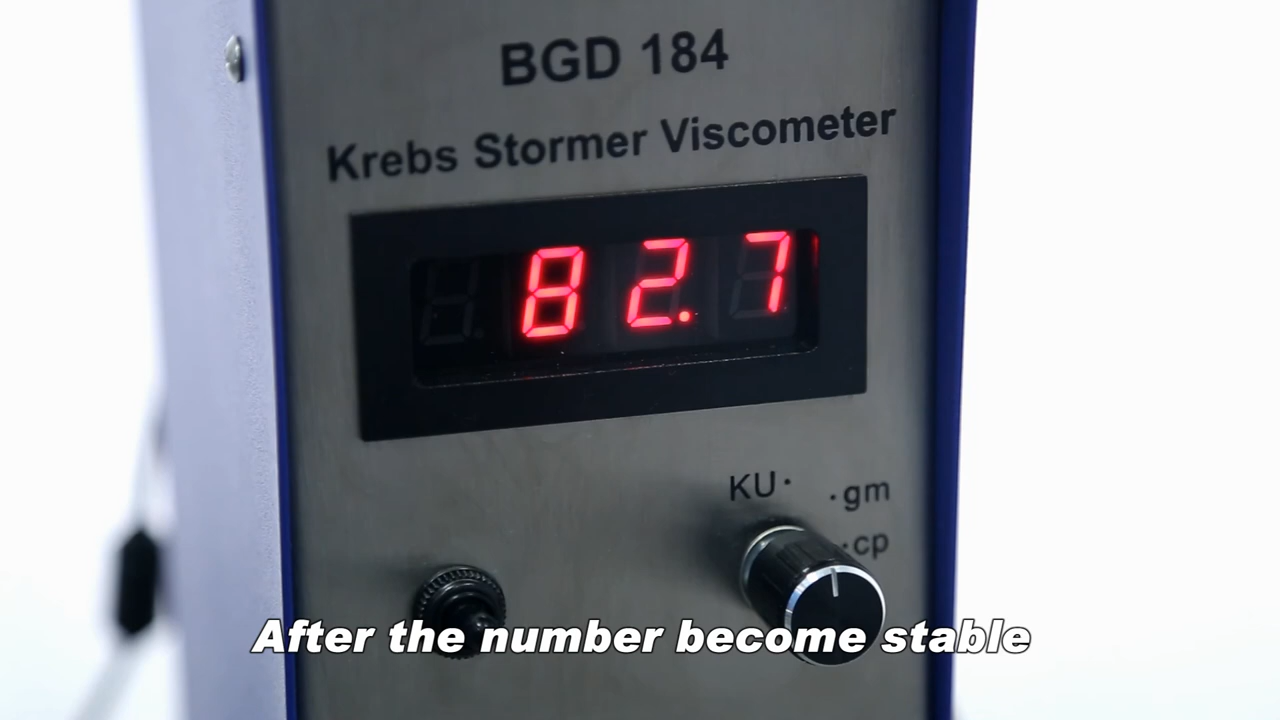 BGD 184
Krebs Stormer Viscometer
82.7
KU·
·gm
·cp
After the number become stable